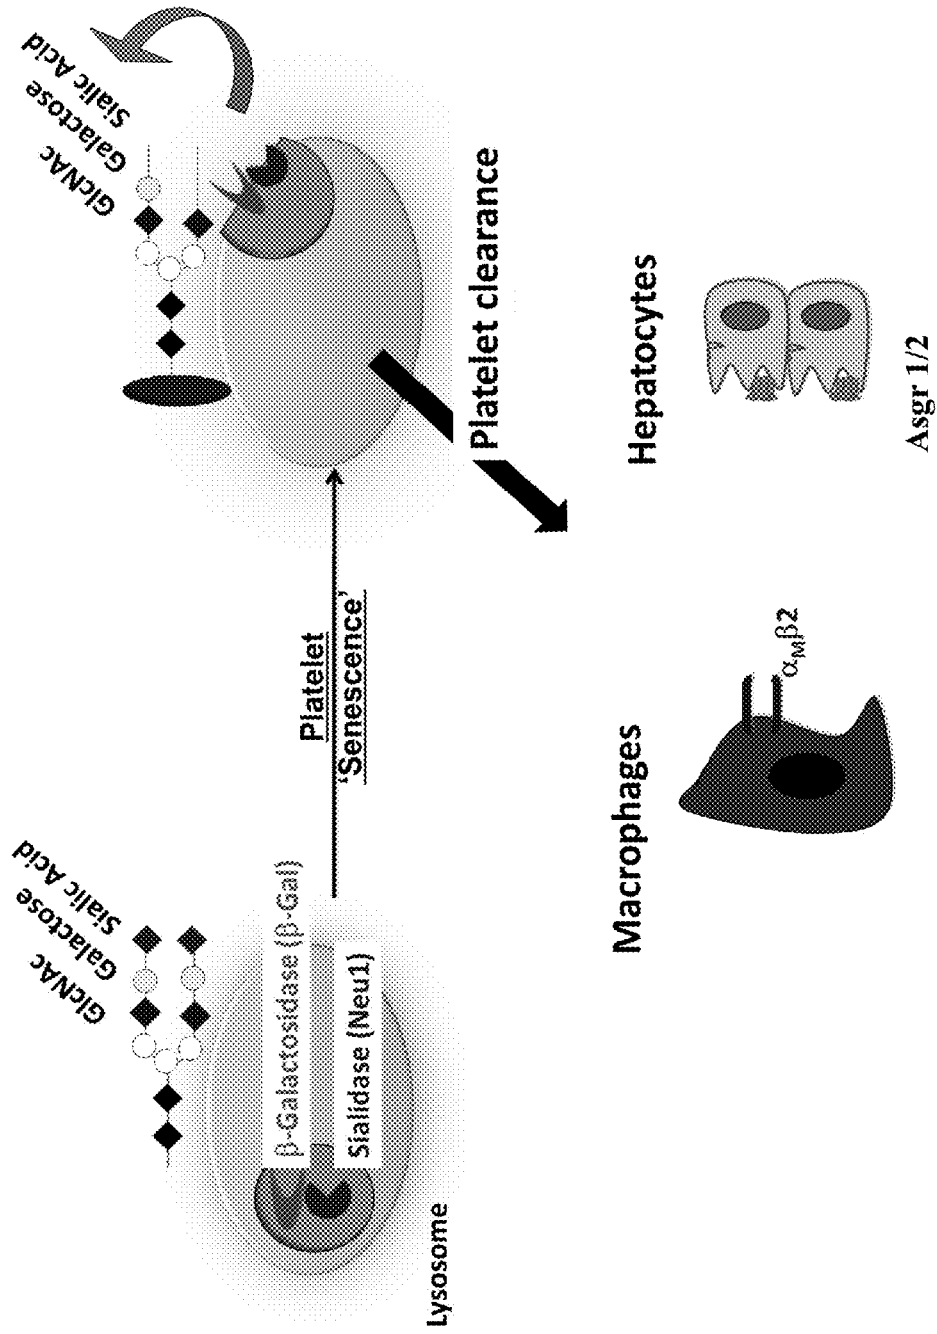 GlcNAc
Galactose
Sialic Acid
β-Galactosidase (β-Gal)
Sialidase (Neu1)
Lysosome
Platelet
‘Senescence’
GlcNAc
Galactose
Sialic Acid
Platelet clearance
Macrophages
αMβ2
Hepatocytes
Asgr 1/2